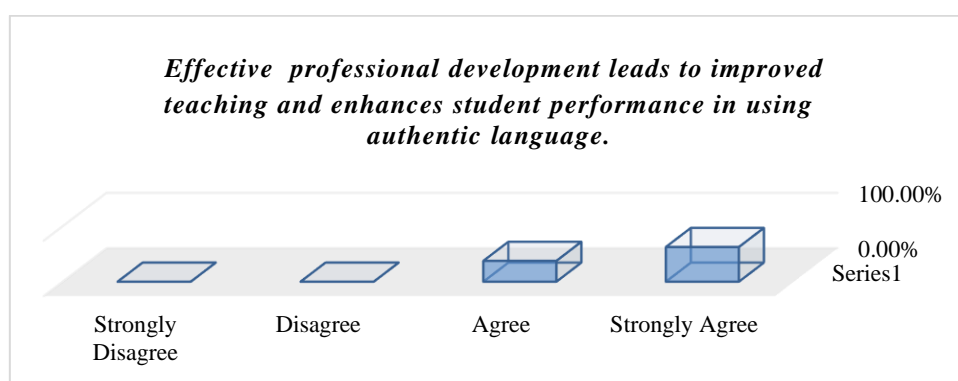 Effective professional development leads to improved
teaching and enhances student performance in using
authentic language.
100.00%
0.00%
Series1
Strongly
Disagree
Disagree
Agree
Strongly Agree